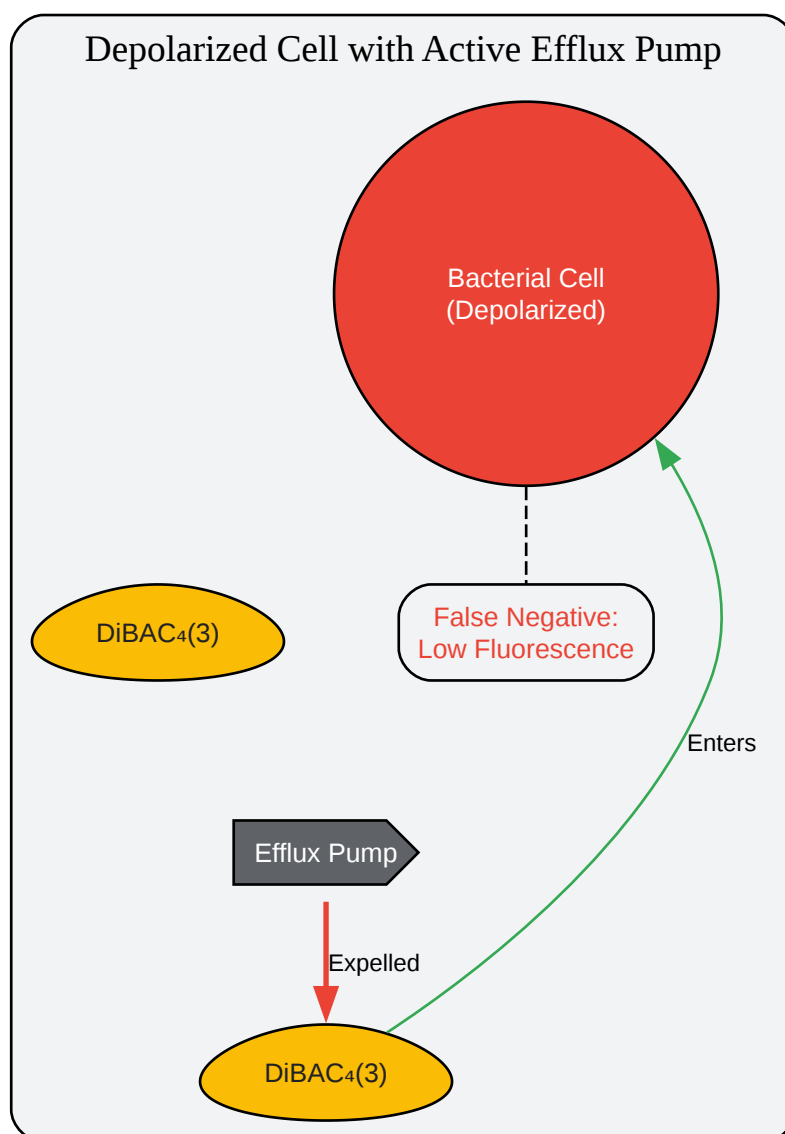 Depolarized Cell with Active Efflux Pump
Bacterial Cell
(Depolarized)
DiBAC₄(3)
False Negative:
Low Fluorescence
Enters
Efflux Pump
Expelled
DiBAC₄(3)